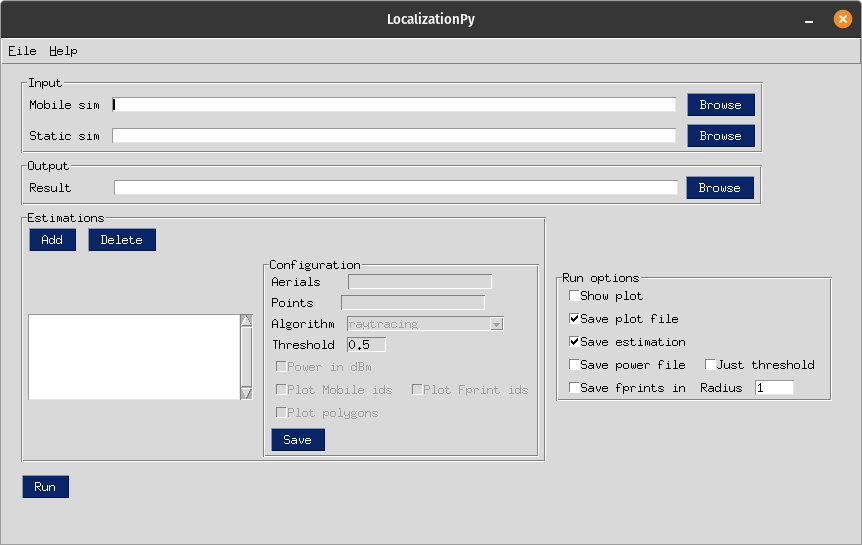 LocalizationPy
Eile Help
Input
Mobile sim Browse
Static sim Browse
Output
Result Browse
Estimations
Add Delete
Configuration
Aerials
Points
Algorithm raytracing
Threshold 0.5
Power in dBm
Plot Mobile ids Plot Fprint ids
Plot polygons
Save
Run options
Show plot
Save plot file
Save estimation
Save power file Just threshold
Save fprints in Radius 1
Run